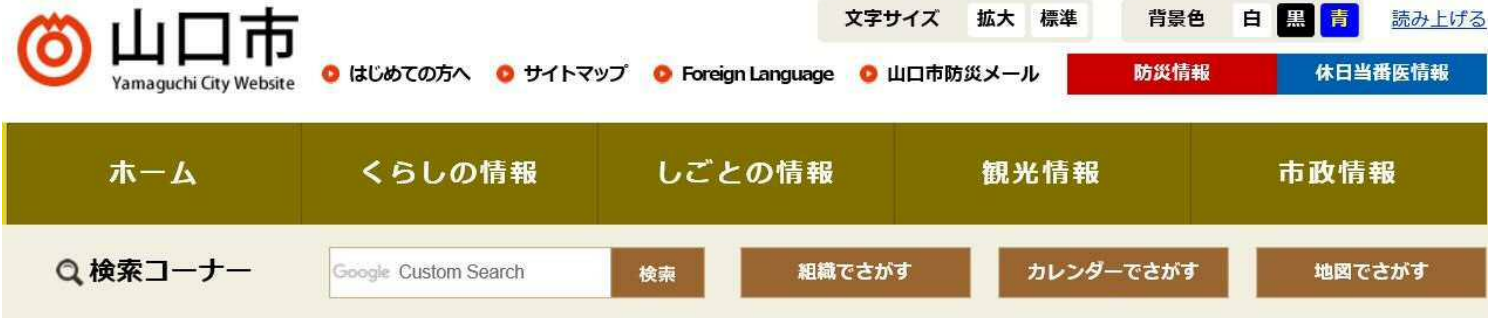 山口市
Yamaguchi City Website
文字サイズ 拡大 標準 背景色 白 黒 青 読み上げる
はじめての方へ サイトマップ Foreign Language 山口市防災メール 防災情報 休日当番医情報
ホーム くらしの情報 しごとの情報 観光情報 市政情報
検索コーナー Google Custom Search 検索 組織でさがす カレンダーでさがす 地図でさがす